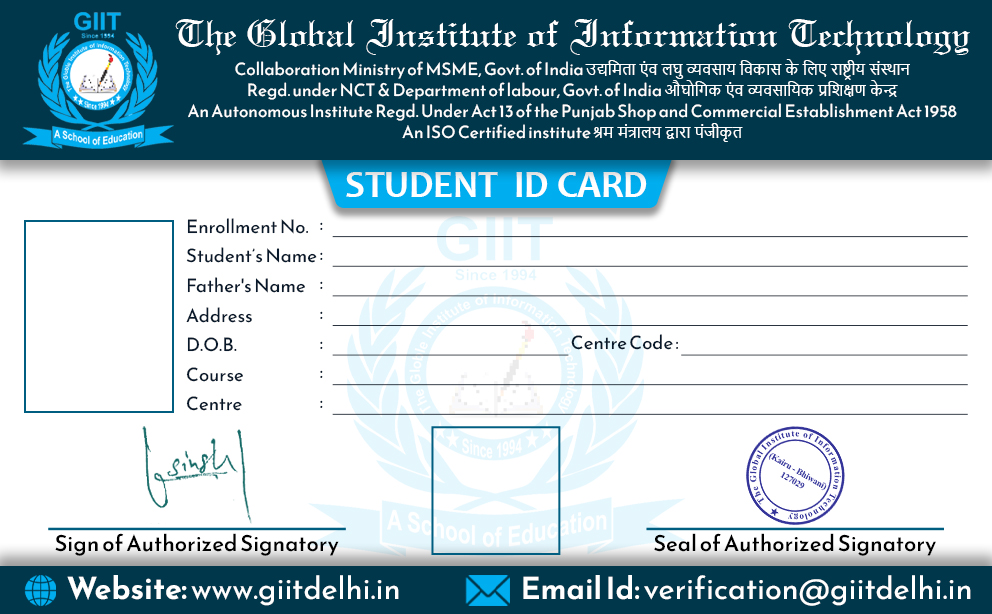 GIIT
Since 1994
The Global Institute of Information Technology
Since 1994
A School of Education
The Global Institute of Information Technology
Collaboration Ministry of MSME, Govt. of India उद्यमिता एंव लघु व्यवसाय विकास के लिए राष्ट्रीय संस्थान
Regd. under NCT & Department of labour, Govt. of India औघोगिक एंव व्यवसायिक प्रशिक्षण केन्द्र
An Autonomous Institute Regd. Under Act 13 of the Punjab Shop and Commercial Establishment Act 1958
An ISO Certified institute श्रम मंत्रालय द्वारा पंजीकृत
STUDENT ID CARD
Enrollment No. :
Student's Name :
Father's Name :
Address :
D.O.B. : Centre Code :
Course :
Centre :
GIIT
Since 1994
The Globle Institute of Information Technology
Since 1994
A School of Education
singh
The Global Institute of Information Technology
(Kairu - Bhiwani)
127029
Sign of Authorized Signatory
Seal of Authorized Signatory
Website: www.giitdelhi.in
Email Id: verification@giitdelhi.in